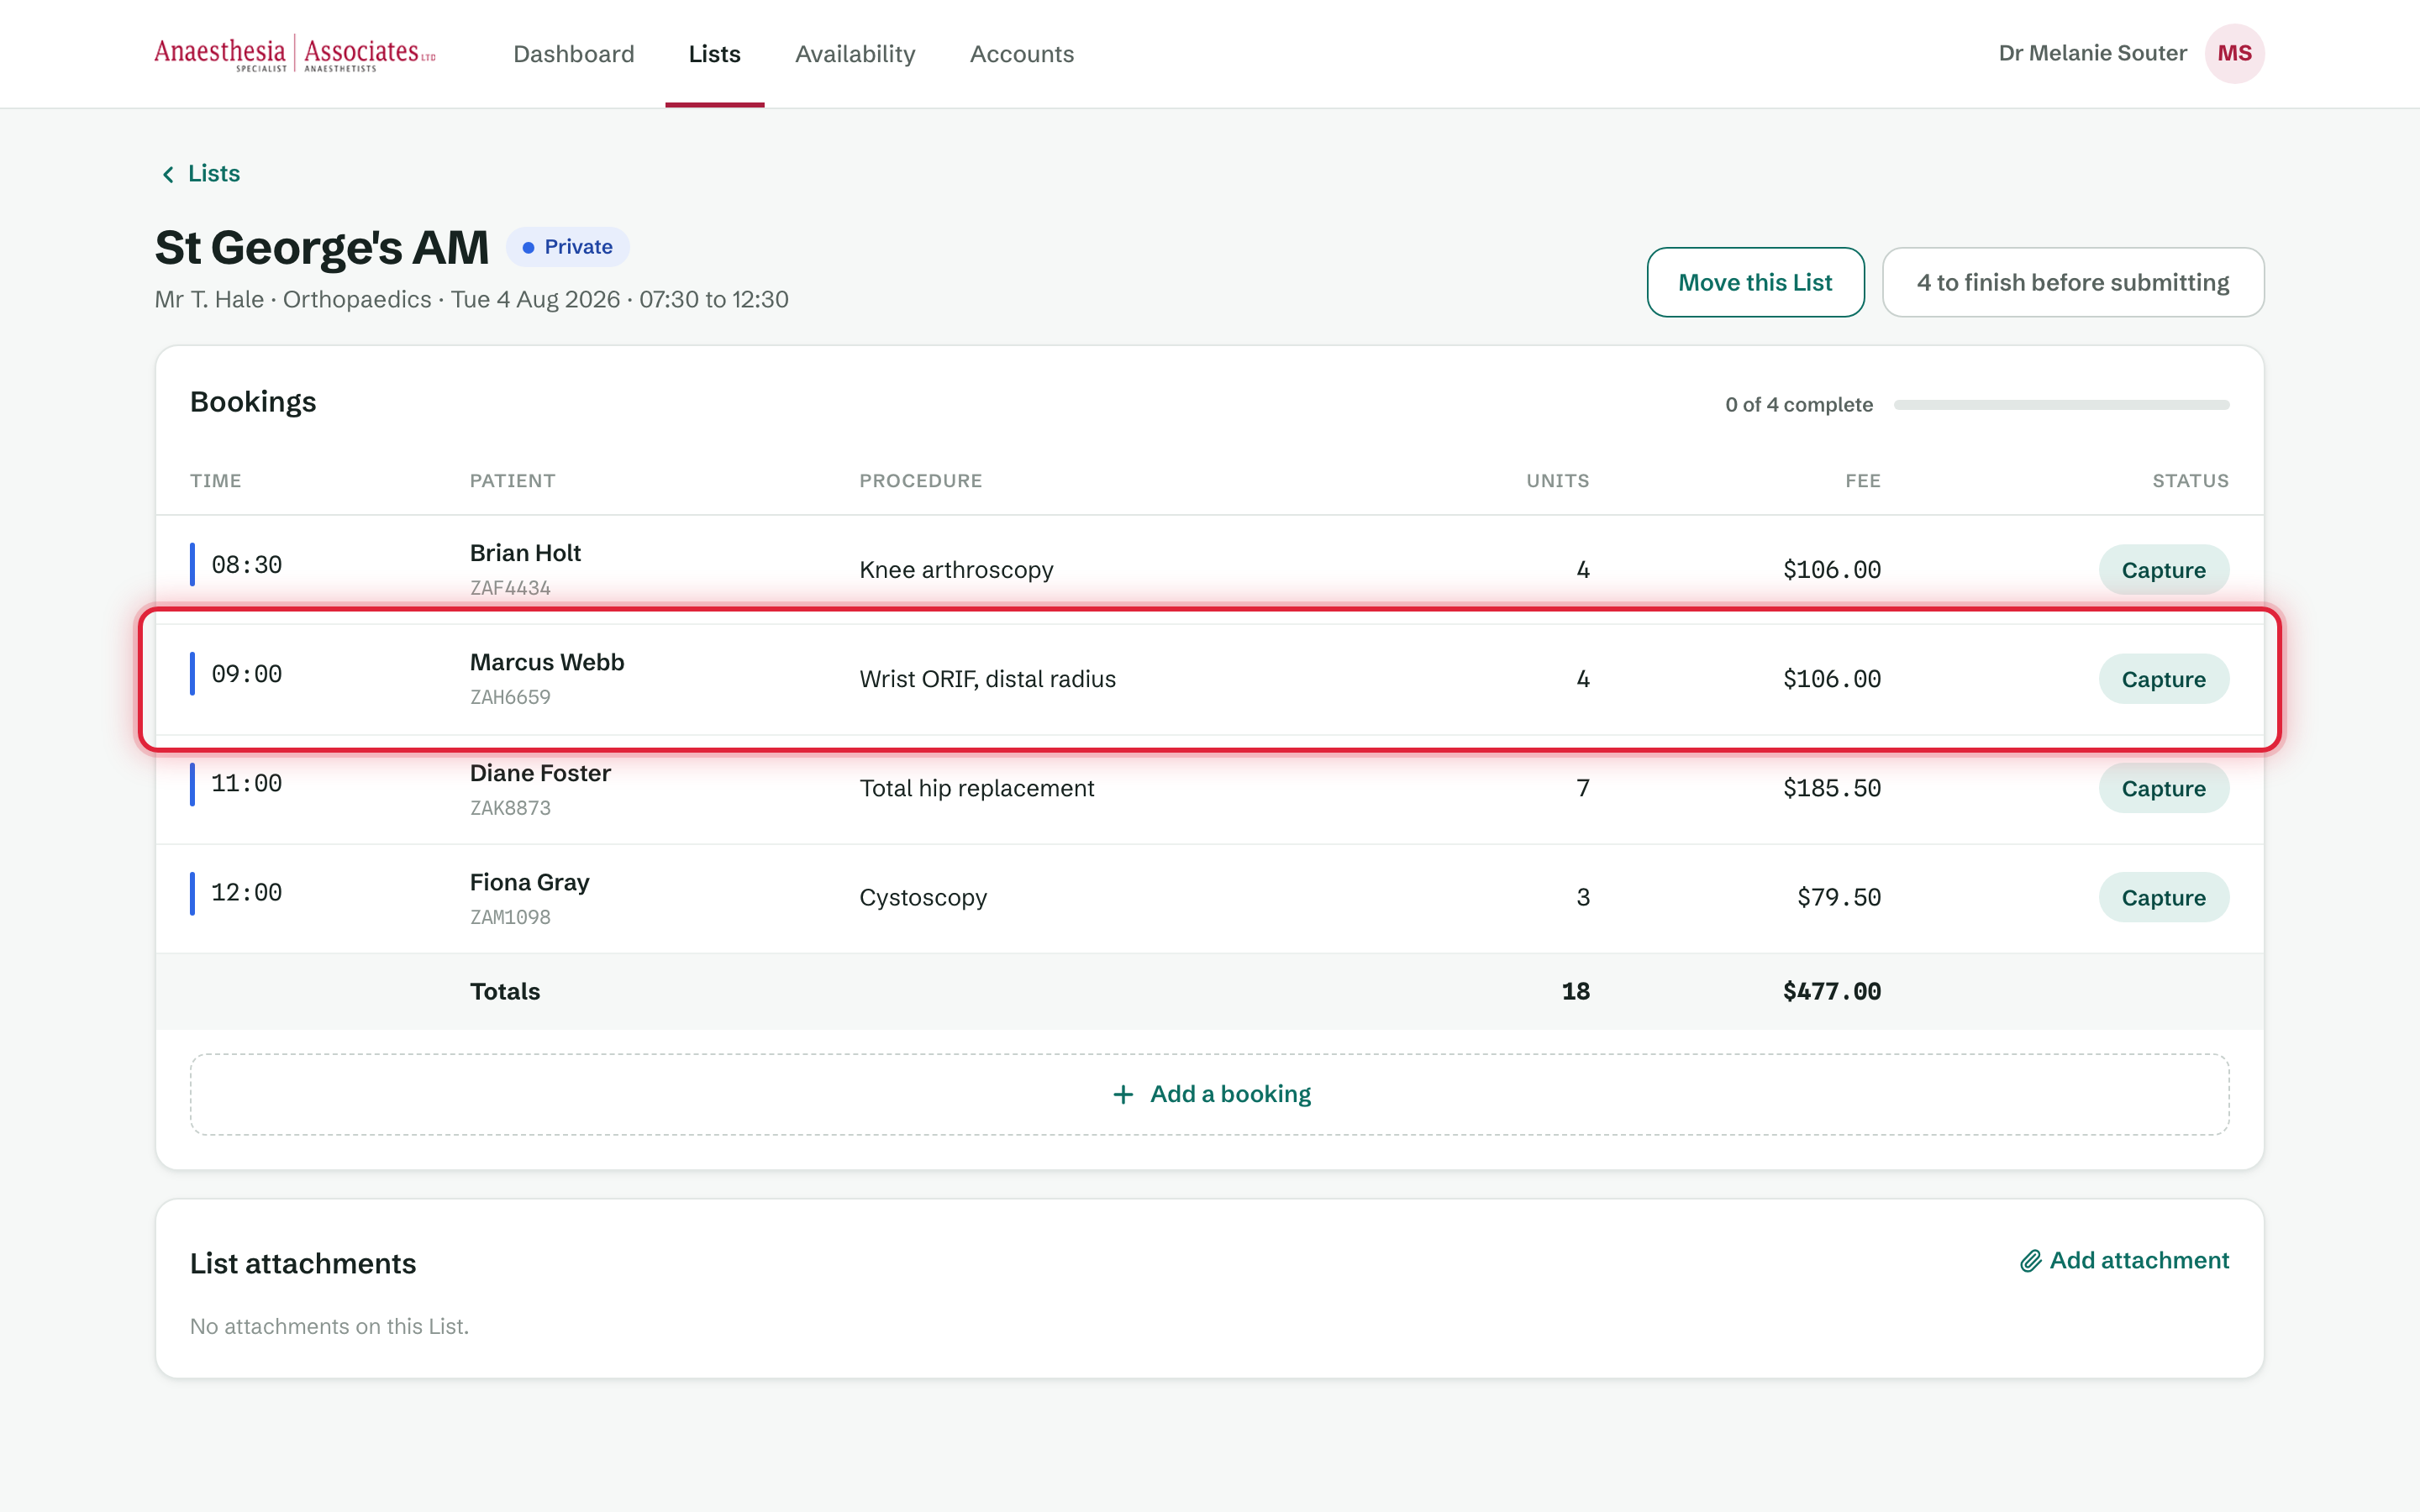 Anaesthesia | Associates LTD
SPECIALIST ANAESTHETISTS
Dashboard
Lists
Availability
Accounts
Dr Melanie Souter
MS
Lists
St George's AM
Private
Mr T. Hale · Orthopaedics · Tue 4 Aug 2026 · 07:30 to 12:30
Move this List
4 to finish before submitting
Bookings
0 of 4 complete
TIME PATIENT PROCEDURE UNITS FEE STATUS
08:30 Brian Holt Knee arthroscopy 4 $106.00 Capture
ZAF4434
09:00 Marcus Webb Wrist ORIF, distal radius 4 $106.00 Capture
ZAH6659
11:00 Diane Foster Total hip replacement 7 $185.50 Capture
ZAK8873
12:00 Fiona Gray Cystoscopy 3 $79.50 Capture
ZAM1098
Totals 18 $477.00
+ Add a booking
List attachments
Add attachment
No attachments on this List.